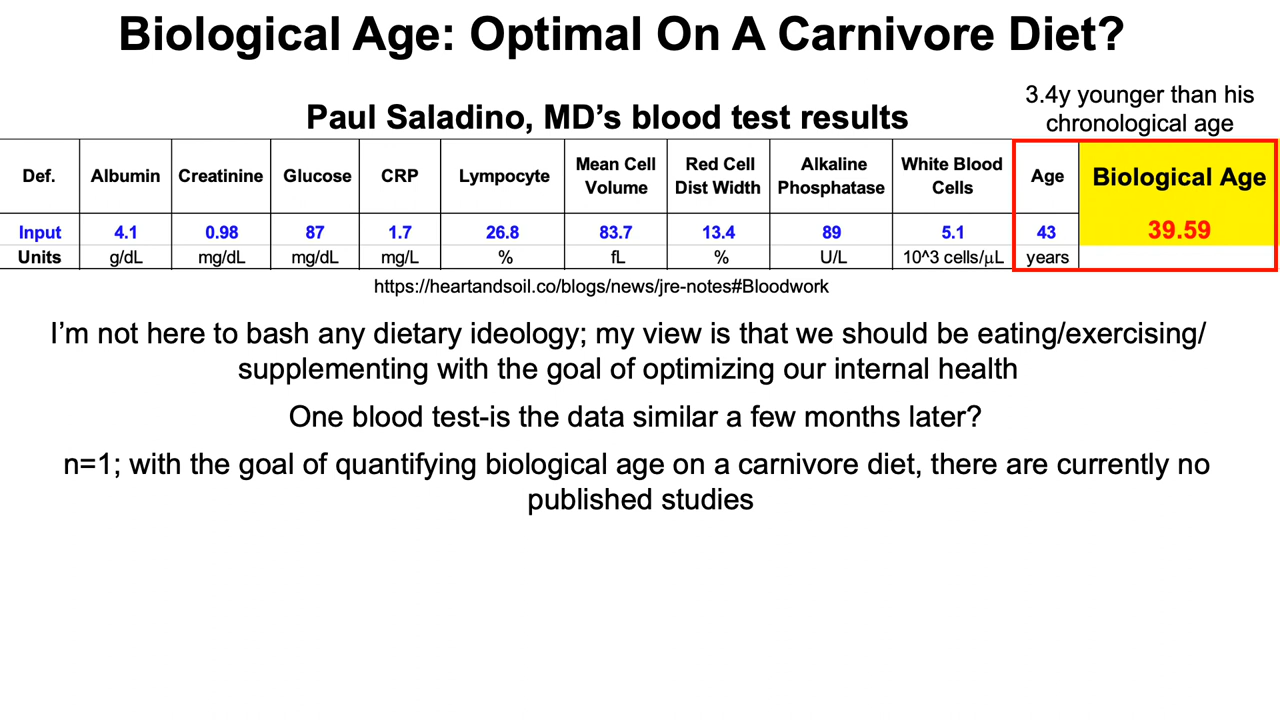 Biological Age: Optimal On A Carnivore Diet?
3.4y younger than his
chronological age
Paul Saladino, MD’s blood test results
Def. Albumin Creatinine Glucose CRP Lympocyte Mean Cell Volume Red Cell Dist Width Alkaline Phosphatase White Blood Cells Age Biological Age
Input 4.1 0.98 87 1.7 26.8 83.7 13.4 89 5.1 43 39.59
Units g/dL mg/dL mg/dL mg/L % fL % U/L 10^3 cells/μL years
https://heartandsoil.co/blogs/news/jre-notes#Bloodwork
I’m not here to bash any dietary ideology; my view is that we should be eating/exercising/
supplementing with the goal of optimizing our internal health
One blood test-is the data similar a few months later?
n=1; with the goal of quantifying biological age on a carnivore diet, there are currently no
published studies